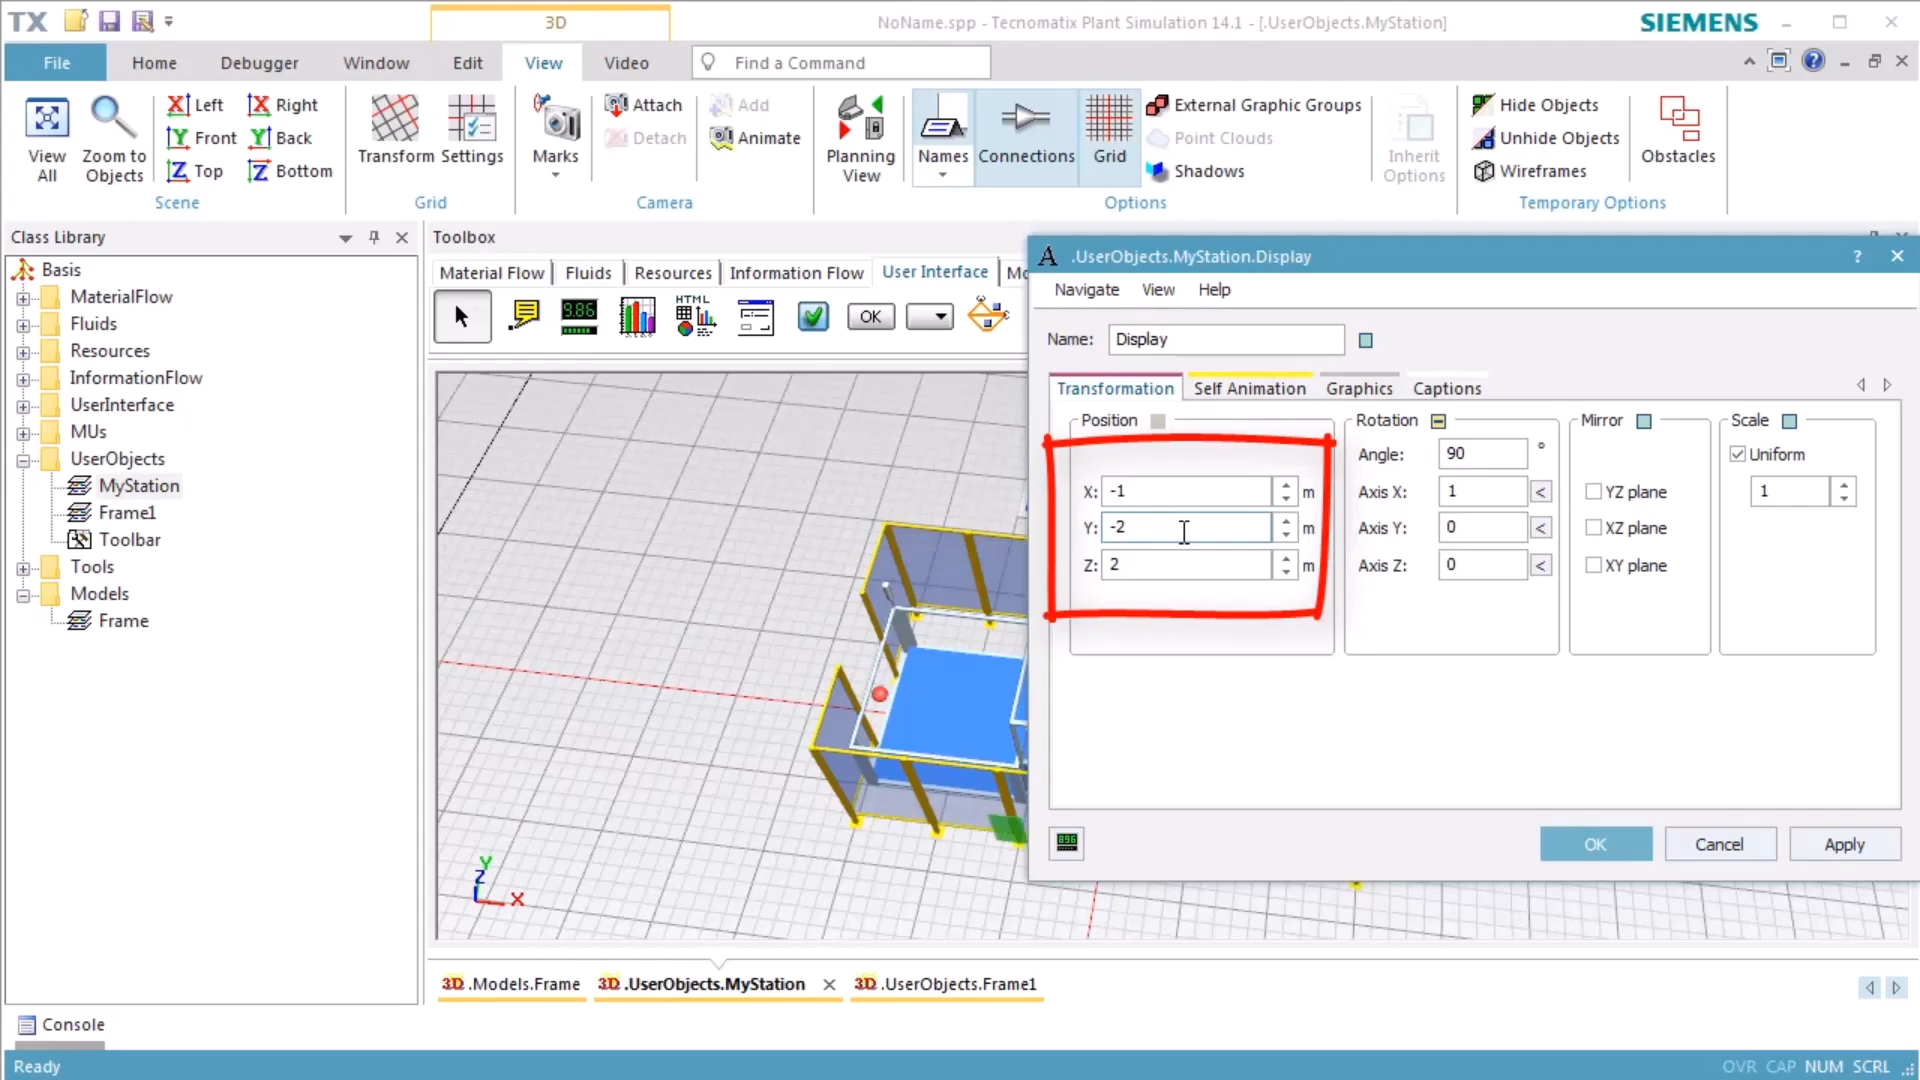 TX
3D
NoName.spp - Tecnomatix Plant Simulation 14.1 - [.UserObjects.MyStation]
SIEMENS
File Home Debugger Window Edit View Video Find a Command
View All
Zoom to Objects
Left
Front
Top
Right
Back
Bottom
Scene
Transform
Settings
Grid
Marks
Attach
Detach
Add
Animate
Camera
Planning View
Names
Connections
Grid
External Graphic Groups
Point Clouds
Shadows
Options
Inherit Options
Hide Objects
Unhide Objects
Wireframes
Obstacles
Temporary Options
Class Library
Basis
MaterialFlow
Fluids
Resources
InformationFlow
UserInterface
MUs
UserObjects
MyStation
Frame1
Toolbar
Tools
Models
Frame
Toolbox
Material Flow Fluids Resources Information Flow User Interface Mo
9.86
HTML
OK
.UserObjects.MyStation.Display
Navigate View Help
Name: Display
Transformation Self Animation Graphics Captions
Position
X: -1 m
Y: -2 m
Z: 2 m
Rotation
Angle: 90 °
Axis X: 1 <
Axis Y: 0 <
Axis Z: 0 <
Mirror
YZ plane
XZ plane
XY plane
Scale
Uniform
1
OK Cancel Apply
Y
Z
X
3D .Models.Frame
3D .UserObjects.MyStation
3D .UserObjects.Frame1
Console
Ready
OVR CAP NUM SCRL